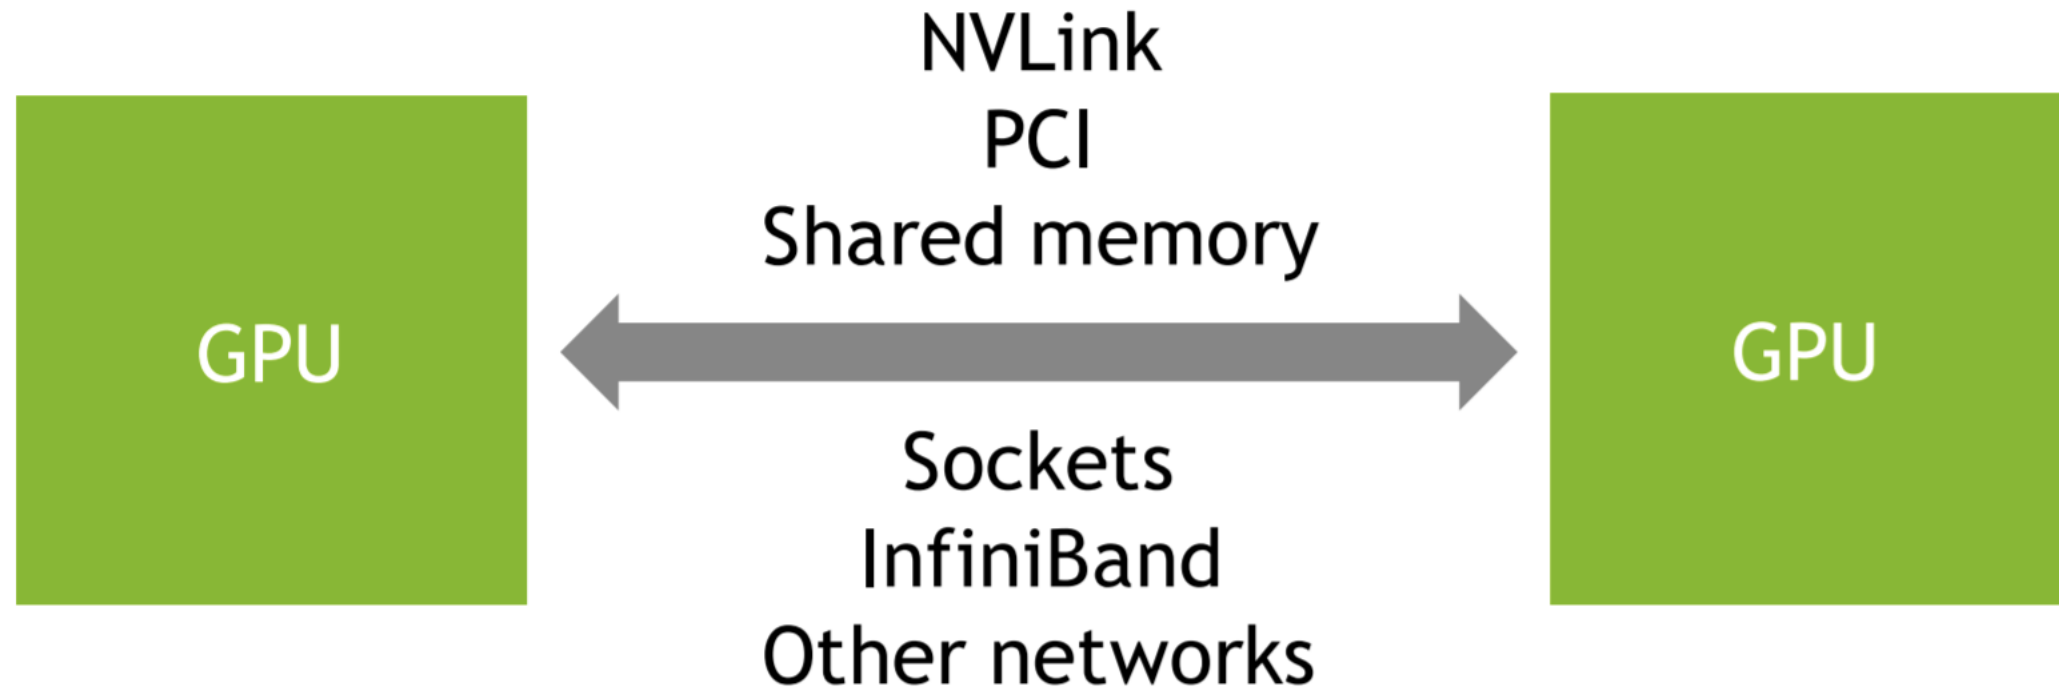 NVLink
PCI
Shared memory
GPU
GPU
Sockets
InfiniBand
Other networks